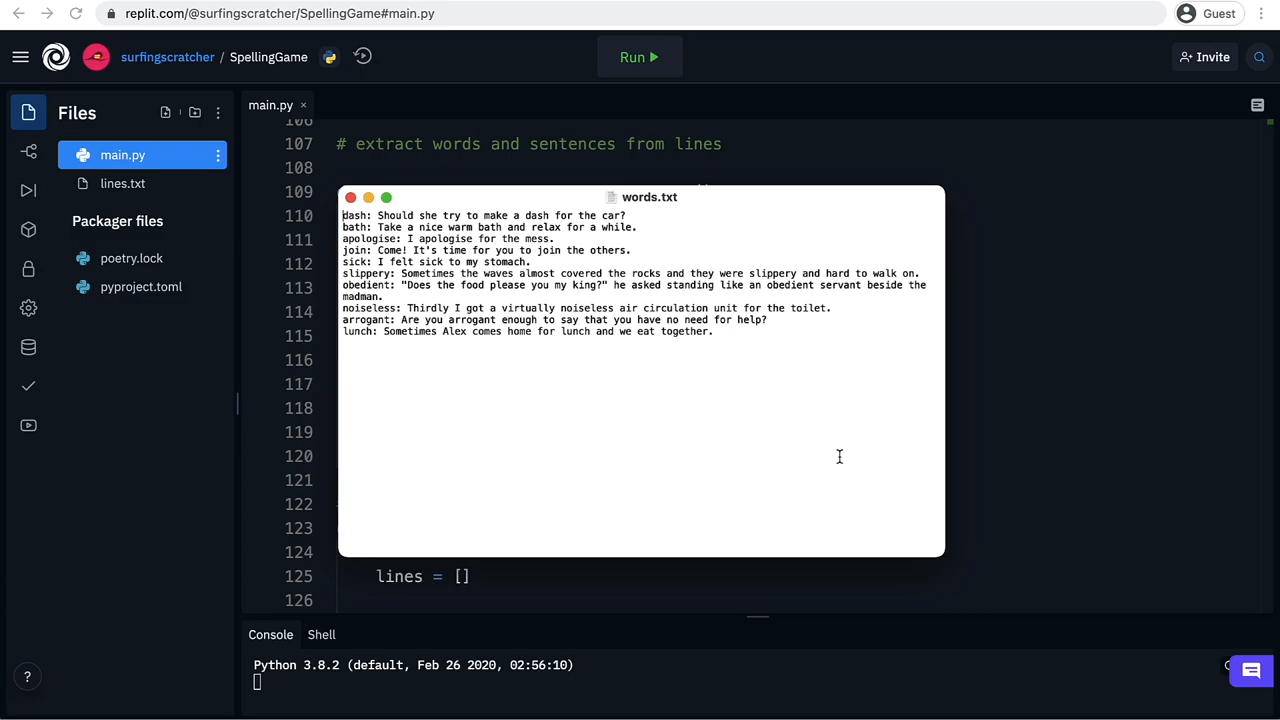 replit.com/@surfingscratcher/SpellingGame#main.py
Guest
surfingscratcher / SpellingGame
Run
Invite
Files
main.py
lines.txt
Packager files
poetry.lock
pyproject.toml
main.py ×
106
107 # extract words and sentences from lines
108
109
110
111
112
113
114
115
116
117
118
119
120
121
122
123
124
125 lines = []
126
words.txt
dash: Should she try to make a dash for the car?
bath: Take a nice warm bath and relax for a while.
apologise: I apologise for the mess.
join: Come! It's time for you to join the others.
sick: I felt sick to my stomach.
slippery: Sometimes the waves almost covered the rocks and they were slippery and hard to walk on.
obedient: "Does the food please you my king?" he asked standing like an obedient servant beside the
madman.
noiseless: Thirdly I got a virtually noiseless air circulation unit for the toilet.
arrogant: Are you arrogant enough to say that you have no need for help?
lunch: Sometimes Alex comes home for lunch and we eat together.
Console
Shell
Python 3.8.2 (default, Feb 26 2020, 02:56:10)
?